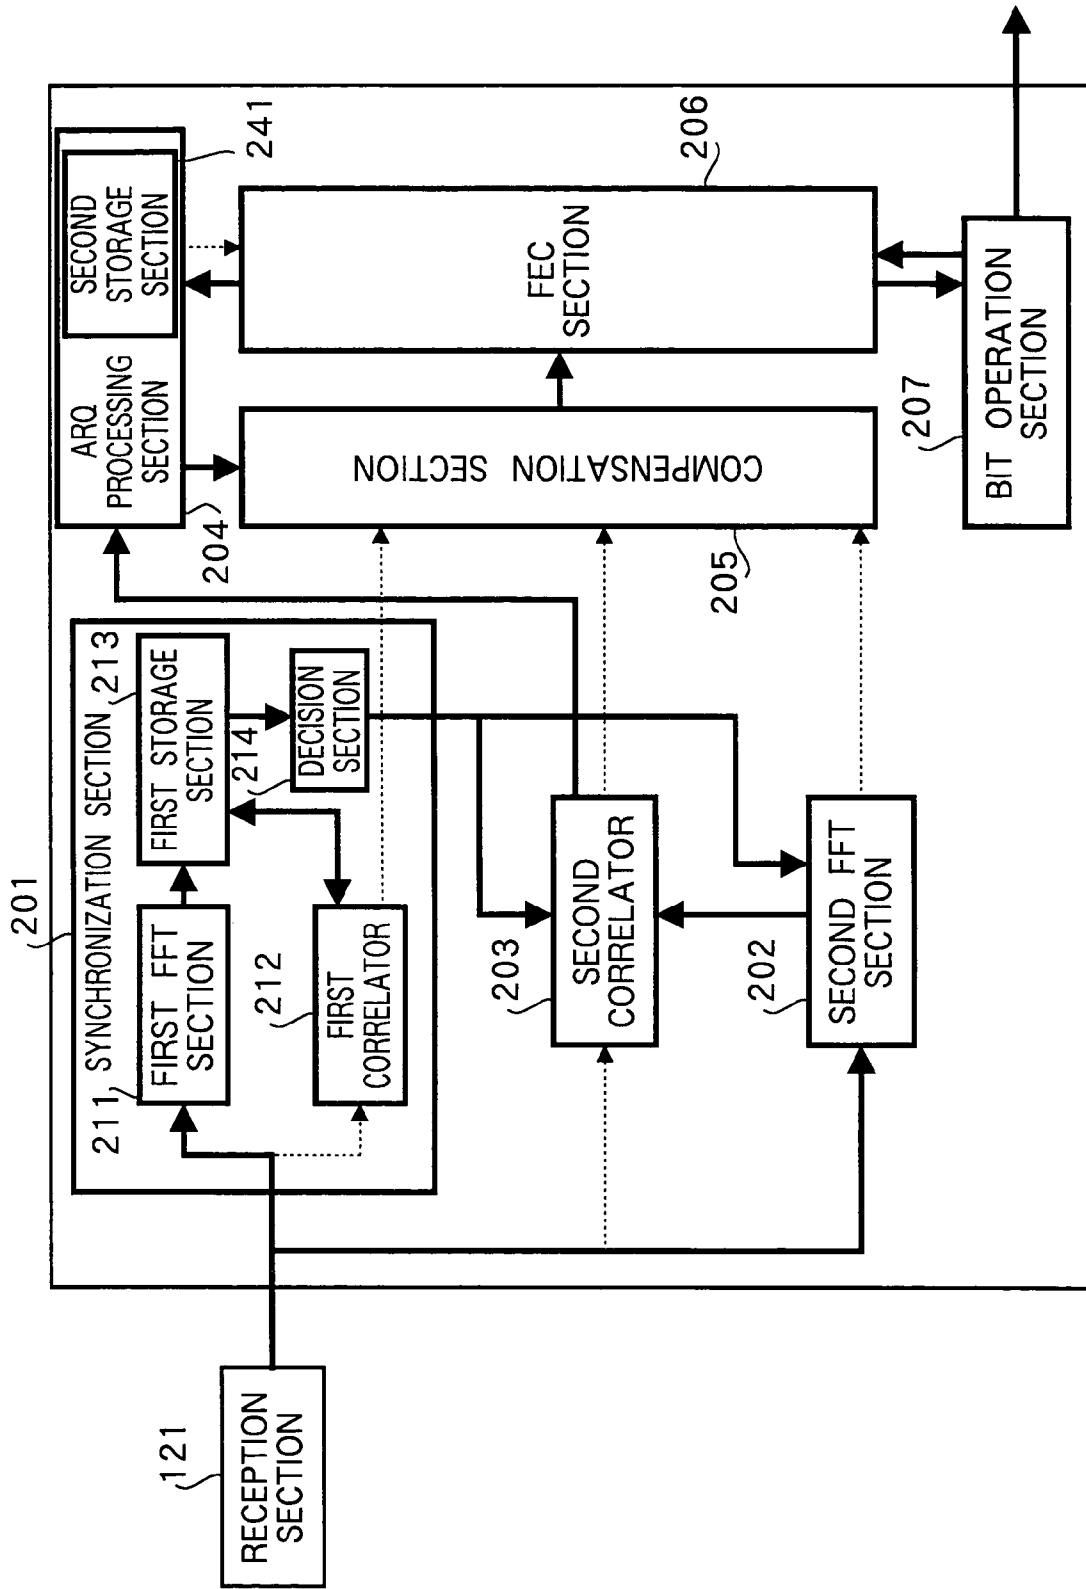 201
SYNCHRONIZATION SECTION
211
FIRST FFT
SECTION
213
FIRST STORAGE
SECTION
212
FIRST
CORRELATOR
214
DECISION
SECTION
204
ARQ
PROCESSING
SECTION
SECOND
STORAGE
SECTION
241
121
RECEPTION
SECTION
203
SECOND
CORRELATOR
202
SECOND FFT
SECTION
205
COMPENSATION SECTION
206
FEC
SECTION
207
BIT OPERATION
SECTION